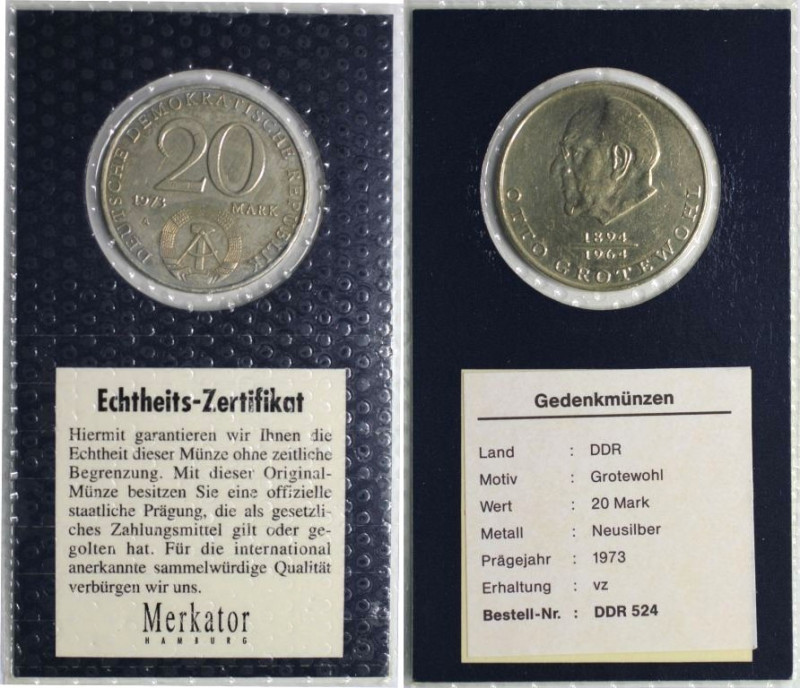 DEUTSCHE DEMOKRATISCHE REPUBLIK
20
1973
MARK
A
Echtheits-Zertifikat
Hiermit garantieren wir Ihnen die
Echtheit dieser Münze ohne zeitliche
Begrenzung. Mit dieser Original-
Münze besitzen Sie eine offizielle
staatliche Prägung, die als gesetzli-
ches Zahlungsmittel gilt oder ge-
golten hat. Für die international
anerkannte sammelwürdige Qualität
verbürgen wir uns.
Merkator
HAMBURG
OTTO GROTEWOHL
1894
1964
Gedenkmünzen
Land : DDR
Motiv : Grotewohl
Wert : 20 Mark
Metall : Neusilber
Prägejahr : 1973
Erhaltung : vz
Bestell-Nr. : DDR 524